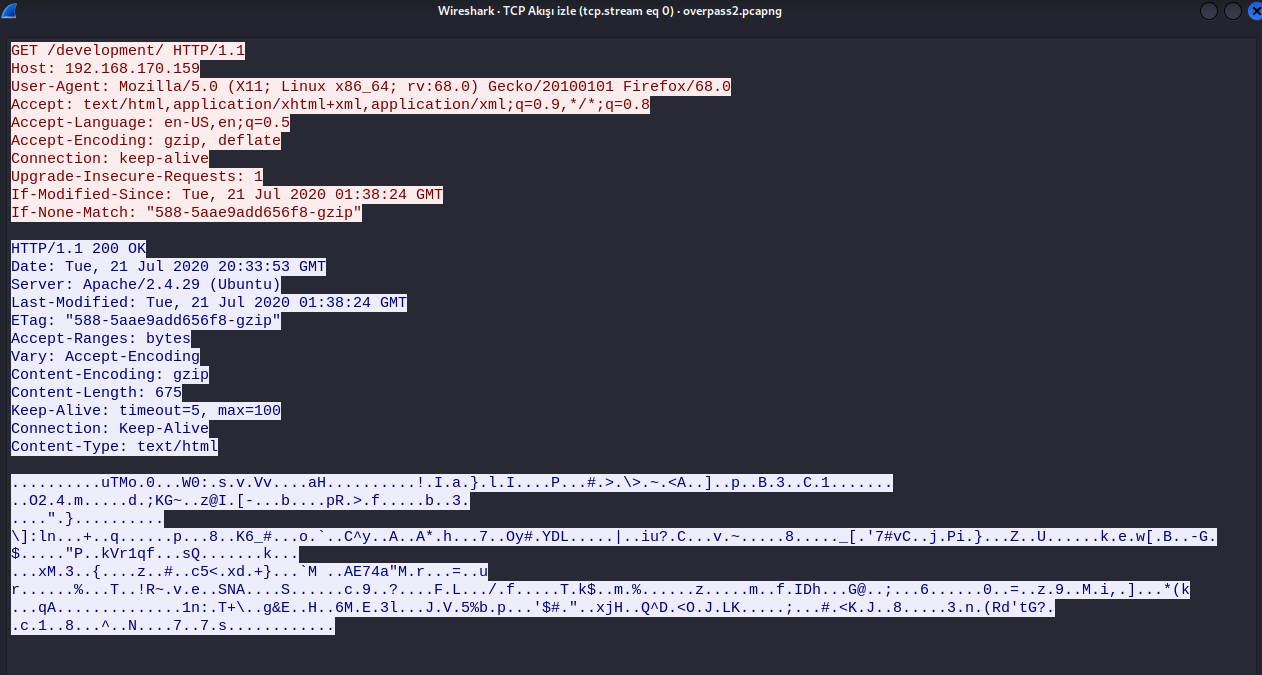 Wireshark · TCP Akışı izle (tcp.stream eq 0) · overpass2.pcapng
GET /development/ HTTP/1.1
Host: 192.168.170.159
User-Agent: Mozilla/5.0 (X11; Linux x86_64; rv:68.0) Gecko/20100101 Firefox/68.0
Accept: text/html,application/xhtml+xml,application/xml;q=0.9,*/*;q=0.8
Accept-Language: en-US,en;q=0.5
Accept-Encoding: gzip, deflate
Connection: keep-alive
Upgrade-Insecure-Requests: 1
If-Modified-Since: Tue, 21 Jul 2020 01:38:24 GMT
If-None-Match: "588-5aae9add656f8-gzip"
HTTP/1.1 200 OK
Date: Tue, 21 Jul 2020 20:33:53 GMT
Server: Apache/2.4.29 (Ubuntu)
Last-Modified: Tue, 21 Jul 2020 01:38:24 GMT
ETag: "588-5aae9add656f8-gzip"
Accept-Ranges: bytes
Vary: Accept-Encoding
Content-Encoding: gzip
Content-Length: 675
Keep-Alive: timeout=5, max=100
Connection: Keep-Alive
Content-Type: text/html
..........uTMo.0...W0:.s.v.Vv....aH..........!.I.a.}.l.I....P...#.>.\>.~.<A..]..p..B.3..C.1.......
..O2.4.m.....d.;KG~..z@I.[-...b....pR.>.f.....b..3.
....".}..........
\]:ln...+..q......p...8..K6_#...o.`..C^y..A..A*.h...7..Oy#.YDL.....|..iu?.C...v.~.....8....._[.'7#vC..j.Pi.}...Z..U......k.e.w[.B..-G.
$....."P..kVr1qf...sQ.......k...
...xM.3..{....z..#..c5<.xd.+}...`M ..AE74a"M.r...=..u
r......%...T..!R~.v.e..SNA....S......c.9..?....F.L.../.f.....T.k$..m.%......z.....m..f.IDh...G@..;...6......0..=..z.9..M.i,.]...*(k
...qA..............1n:.T+\..g&E..H..6M.E.3l...J.V.5%b.p...'$#."..xjH..Q^D.<O.J.LK.....;...#.<K.J..8.....3.n.(Rd'tG?.
.c.1..8...^..N....7..7.s............